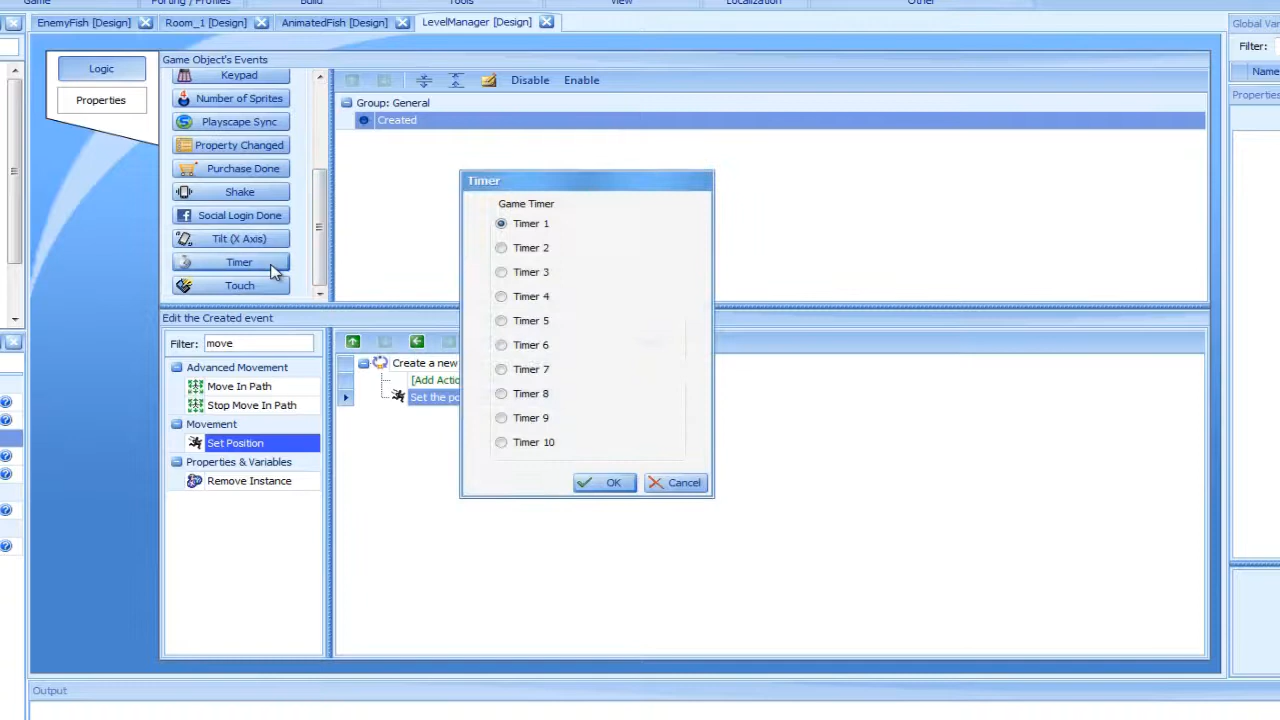 Game
Porting / Profiles
Build
Tools
View
Localization
Other
EnemyFish [Design]
Room_1 [Design]
AnimatedFish [Design]
LevelManager [Design]
Global Var
Filter:
Name
Properties
Logic
Properties
Game Object's Events
Keypad
Number of Sprites
Playscape Sync
Property Changed
Purchase Done
Shake
Social Login Done
Tilt (X Axis)
Timer
Touch
Disable
Enable
Group: General
Created
Timer
Game Timer
Timer 1
Timer 2
Timer 3
Timer 4
Timer 5
Timer 6
Timer 7
Timer 8
Timer 9
Timer 10
OK
Cancel
Edit the Created event
Filter: move
Advanced Movement
Move In Path
Stop Move In Path
Movement
Set Position
Properties & Variables
Remove Instance
Create a new
[Add Actio
Set the po
Output